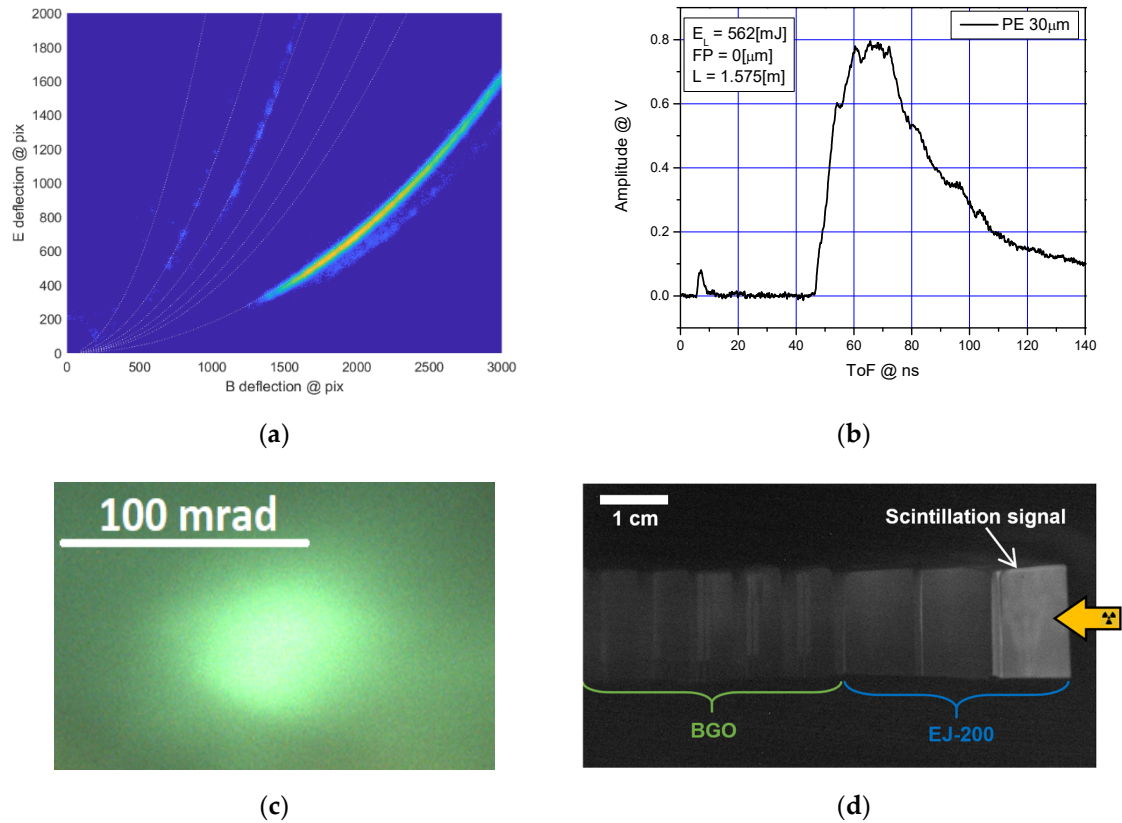 2000
1800
1600
1400
1200
1000
800
600
400
200
0
E deflection @ pix
0 500 1000 1500 2000 2500 3000
B deflection @ pix
(a)
E_L = 562[mJ]
FP = 0[μm]
L = 1.575[m]
PE 30μm
0.8
0.6
0.4
0.2
0.0
Amplitude @ V
0 20 40 60 80 100 120 140
ToF @ ns
(b)
100 mrad
(c)
1 cm
Scintillation signal
BGO
EJ-200
(d)